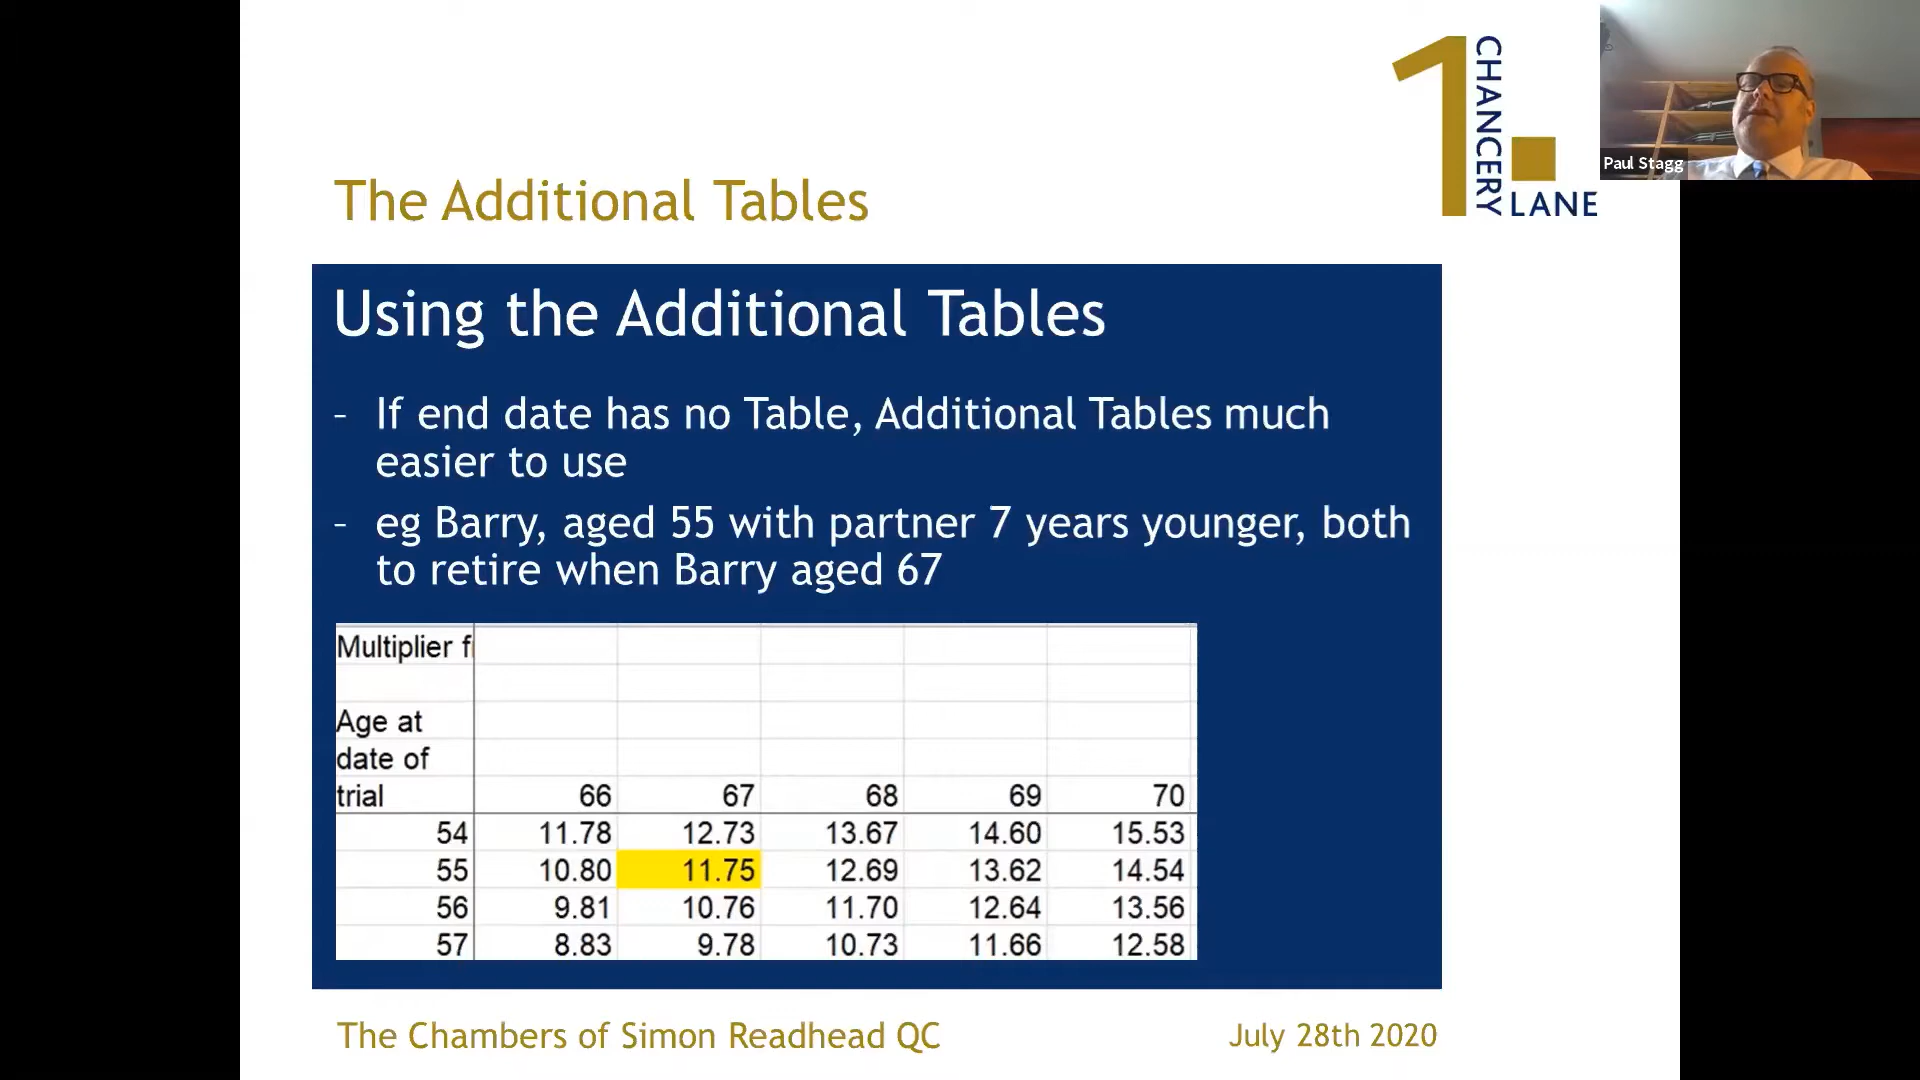 1
CHANCERY
LANE
Paul Stagg
The Additional Tables
Using the Additional Tables
- If end date has no Table, Additional Tables much
easier to use
- eg Barry, aged 55 with partner 7 years younger, both
to retire when Barry aged 67
Multiplier f
Age at
date of
trial 66 67 68 69 70
54 11.78 12.73 13.67 14.60 15.53
55 10.80 11.75 12.69 13.62 14.54
56 9.81 10.76 11.70 12.64 13.56
57 8.83 9.78 10.73 11.66 12.58
The Chambers of Simon Readhead QC
July 28th 2020